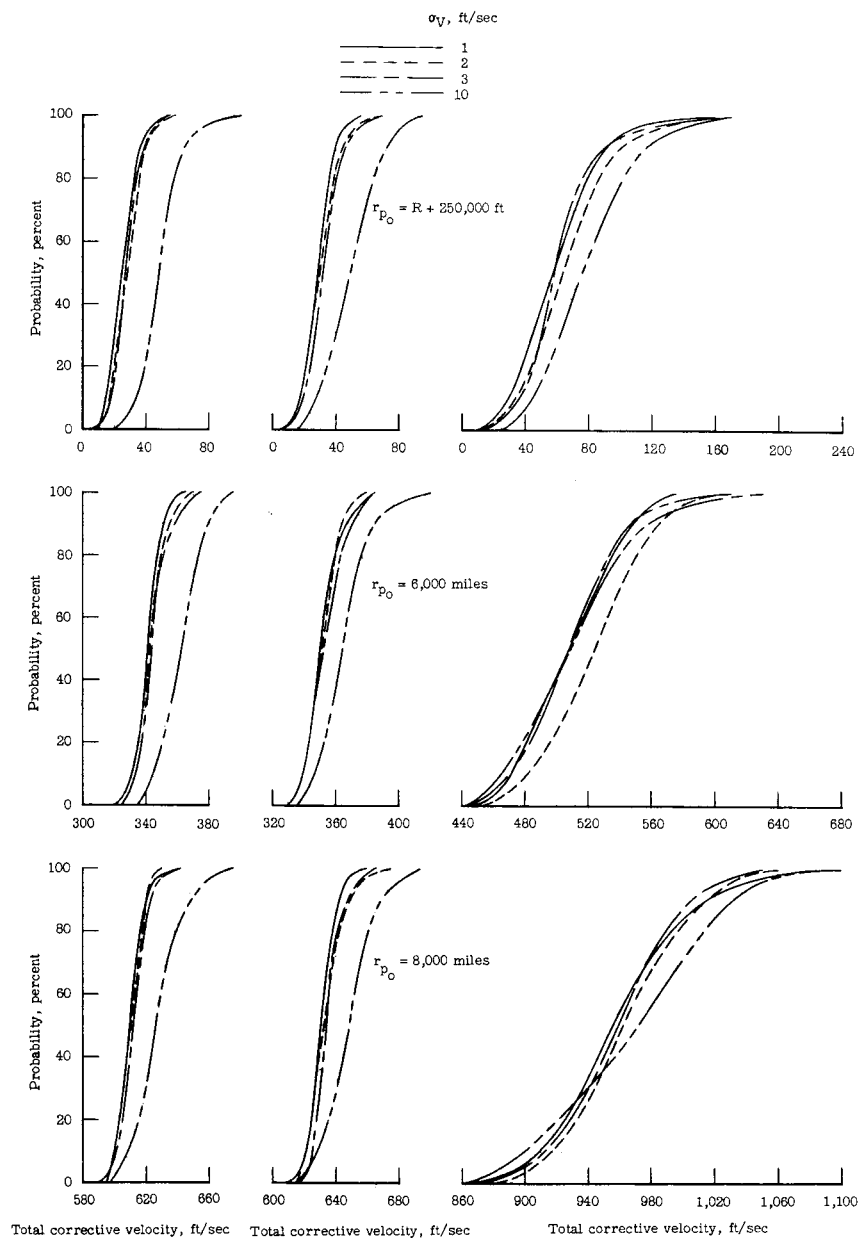 σV, ft/sec
1
2
3
10
Probability, percent
100
80
60
40
20
0
rpo = R + 250,000 ft
0 40 80
0 40 80
0 40 80 120 160 200 240
Probability, percent
100
80
60
40
20
0
rpo = 6,000 miles
300 340 380
320 360 400
440 480 520 560 600 640 680
Probability, percent
100
80
60
40
20
0
rpo = 8,000 miles
580 620 660
600 640 680
860 900 940 980 1,020 1,060 1,100
Total corrective velocity, ft/sec
Total corrective velocity, ft/sec
Total corrective velocity, ft/sec